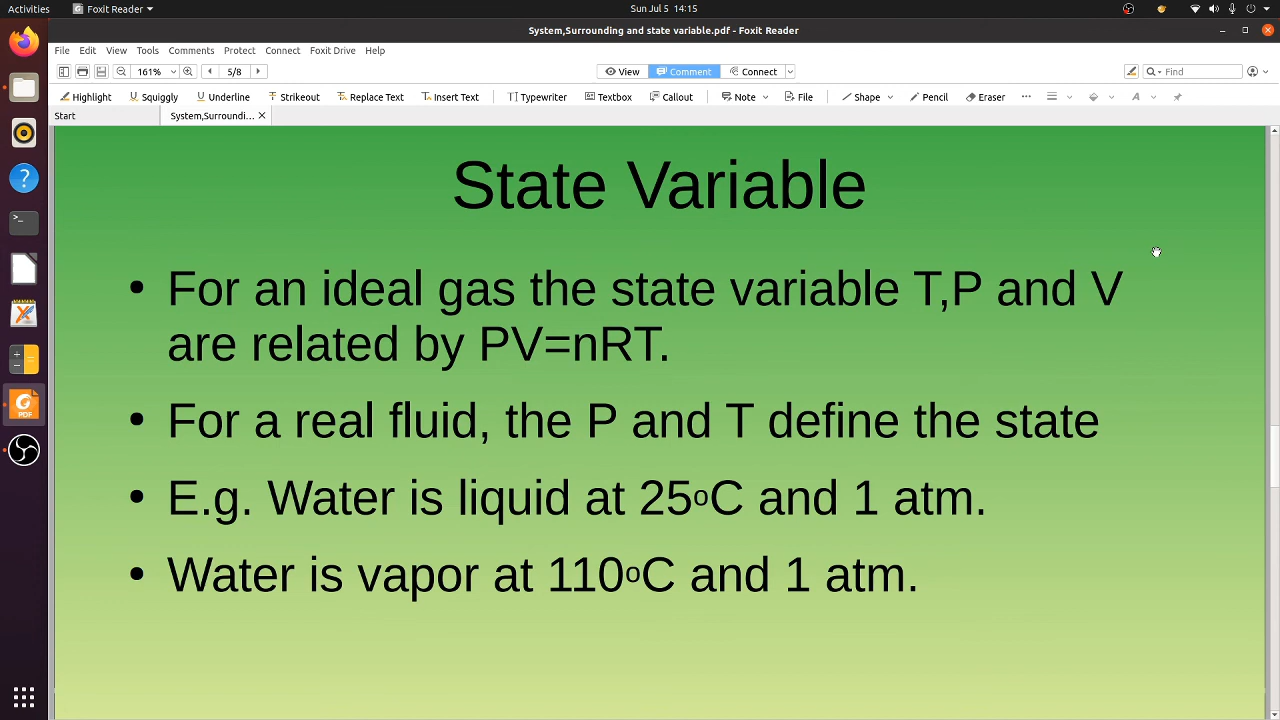 Activities
Foxit Reader
Sun Jul 5 14:15
System,Surrounding and state variable.pdf - Foxit Reader
File Edit View Tools Comments Protect Connect Foxit Drive Help
161% 5/8 View Comment Connect Find
Highlight Squiggly Underline Strikeout Replace Text Insert Text Typewriter Textbox Callout Note File Shape Pencil Eraser
Start System,Surroundi...
State Variable
• For an ideal gas the state variable T,P and V
are related by PV=nRT.
• For a real fluid, the P and T define the state
• E.g. Water is liquid at 25oC and 1 atm.
• Water is vapor at 110oC and 1 atm.